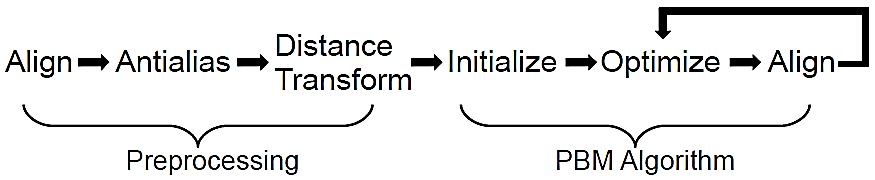 Align Antialias Distance Transform Initialize Optimize Align
Preprocessing PBM Algorithm